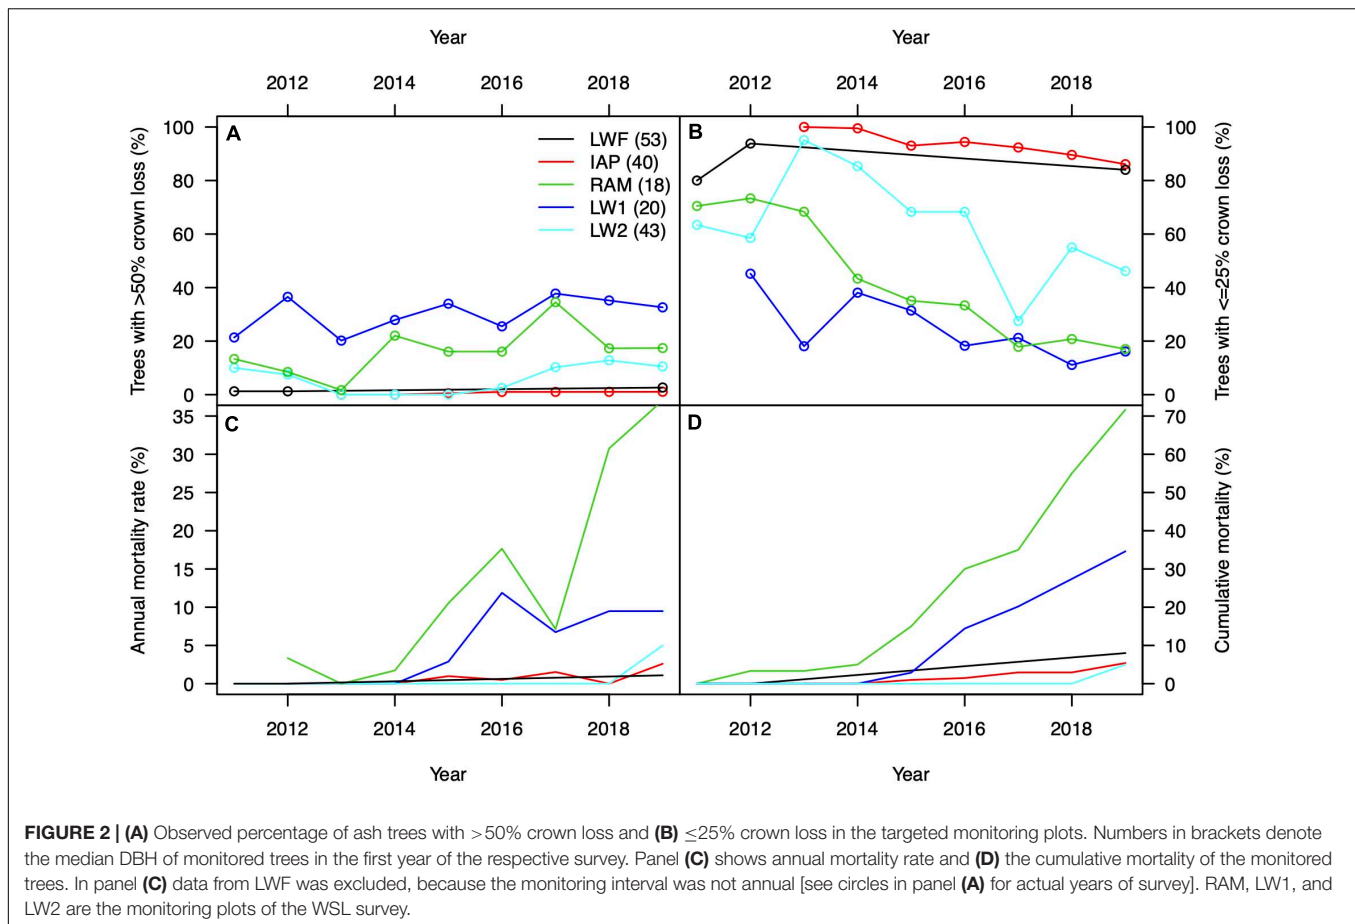 Year
Year
2012 2014 2016 2018
2012 2014 2016 2018
Trees with >50% crown loss (%)
100
80
60
40
20
0
A
LWF (53)
IAP (40)
RAM (18)
LW1 (20)
LW2 (43)
B
100
80
60
40
20
0
Trees with <=25% crown loss (%)
Annual mortality rate (%)
35
30
25
20
15
10
5
0
C
D
70
60
50
40
30
20
10
0
Cumulative mortality (%)
2012 2014 2016 2018
2012 2014 2016 2018
Year
Year
FIGURE 2 | (A) Observed percentage of ash trees with >50% crown loss and (B) ≤25% crown loss in the targeted monitoring plots. Numbers in brackets denote
the median DBH of monitored trees in the first year of the respective survey. Panel (C) shows annual mortality rate and (D) the cumulative mortality of the monitored
trees. In panel (C) data from LWF was excluded, because the monitoring interval was not annual [see circles in panel (A) for actual years of survey]. RAM, LW1, and
LW2 are the monitoring plots of the WSL survey.